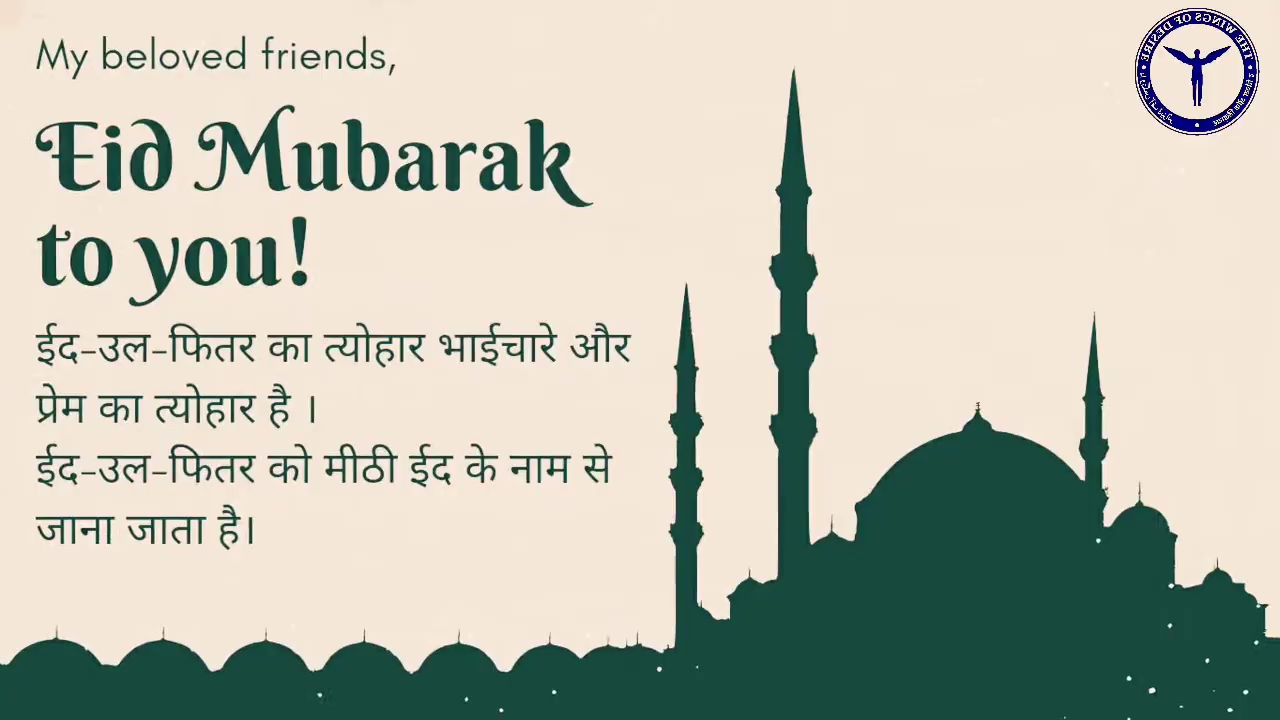 My beloved friends,
Eid Mubarak
to you!
ईद-उल-फितर का त्योहार भाईचारे और
प्रेम का त्योहार है ।
ईद-उल-फितर को मीठी ईद के नाम से
जाना जाता है।
THE WINGS OF DESIRE